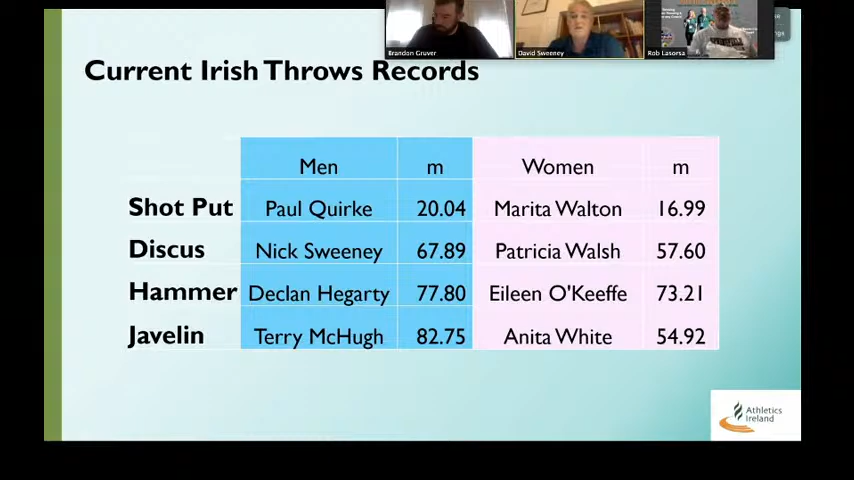 Brandon Gruver
David Sweeney
Rob Lasorsa
Current Irish Throws Records
Men m Women m
Shot Put Paul Quirke 20.04 Marita Walton 16.99
Discus Nick Sweeney 67.89 Patricia Walsh 57.60
Hammer Declan Hegarty 77.80 Eileen O'Keeffe 73.21
Javelin Terry McHugh 82.75 Anita White 54.92
Athletics
Ireland